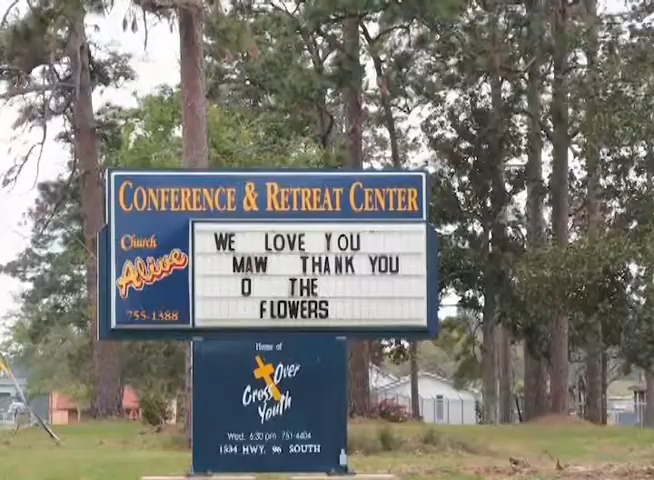 CONFERENCE & RETREAT CENTER
Church
Alive
755-1388
WE LOVE YOU
MAW THANK YOU
O THE
FLOWERS
Home of
Cross Over
Youth
Wed. 6:30 pm 751-4404
1534 HWY. 96 SOUTH